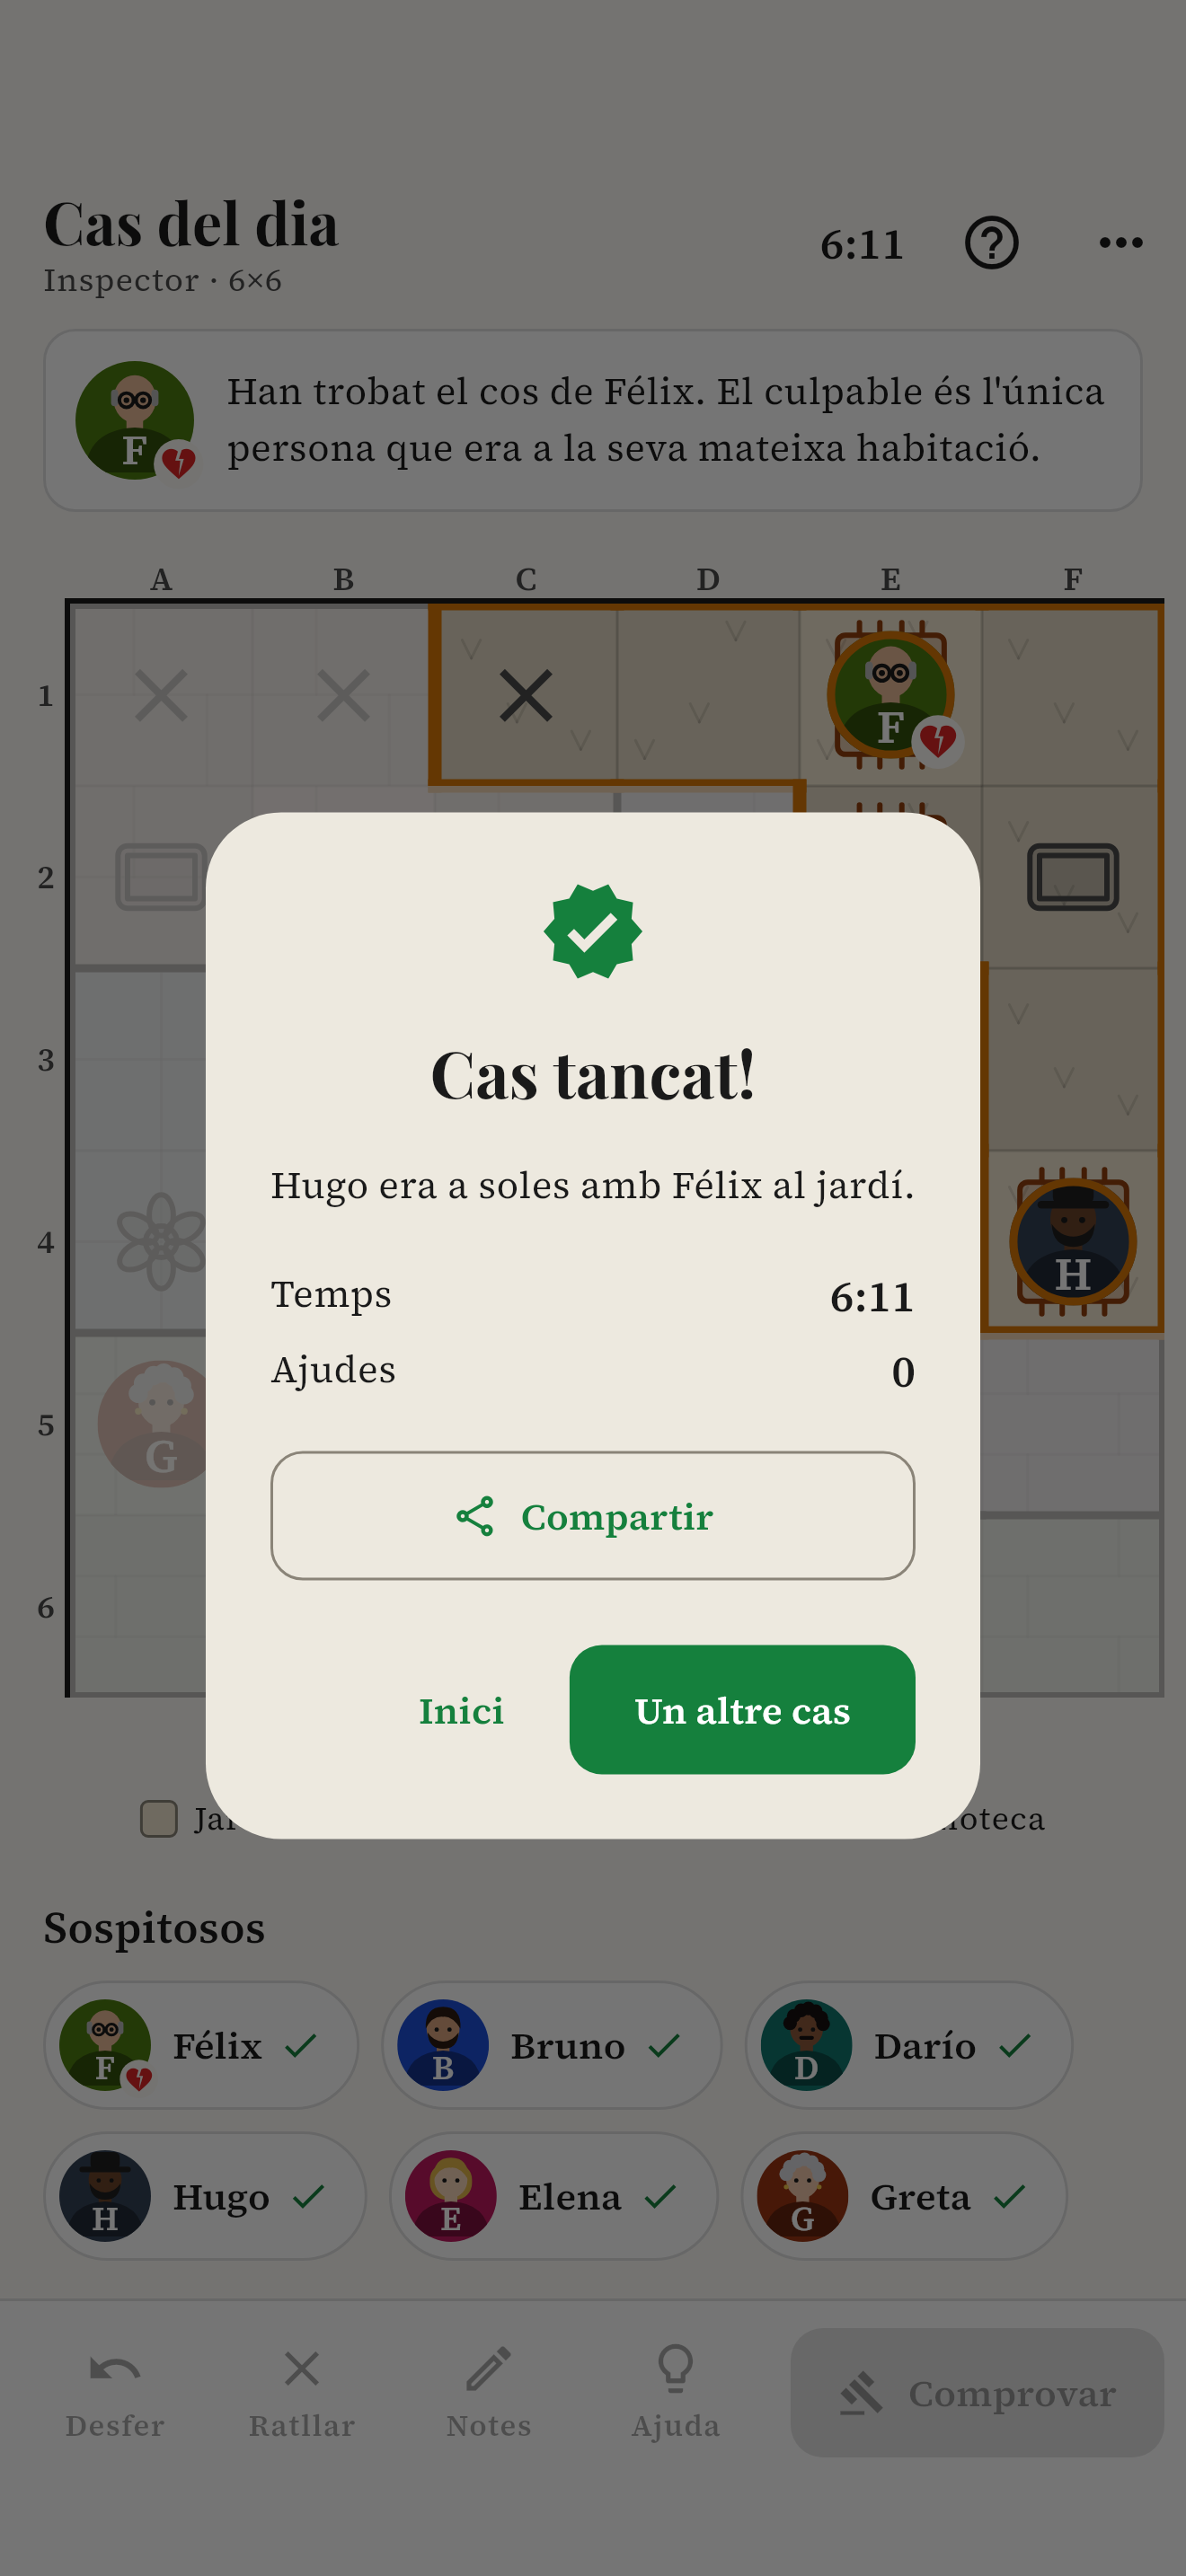 Cas del dia
Inspector · 6×6
6:11
F
Han trobat el cos de Félix. El culpable és l'única
persona que era a la seva mateixa habitació.
A B C D E F
1
F
2
3
4
H
5
G
6
Cas tancat!
Hugo era a soles amb Félix al jardí.
Temps 6:11
Ajudes 0
Compartir
Inici
Un altre cas
Sospitosos
F Félix
B Bruno
D Darío
H Hugo
E Elena
G Greta
Desfer
Ratllar
Notes
Ajuda
Comprovar